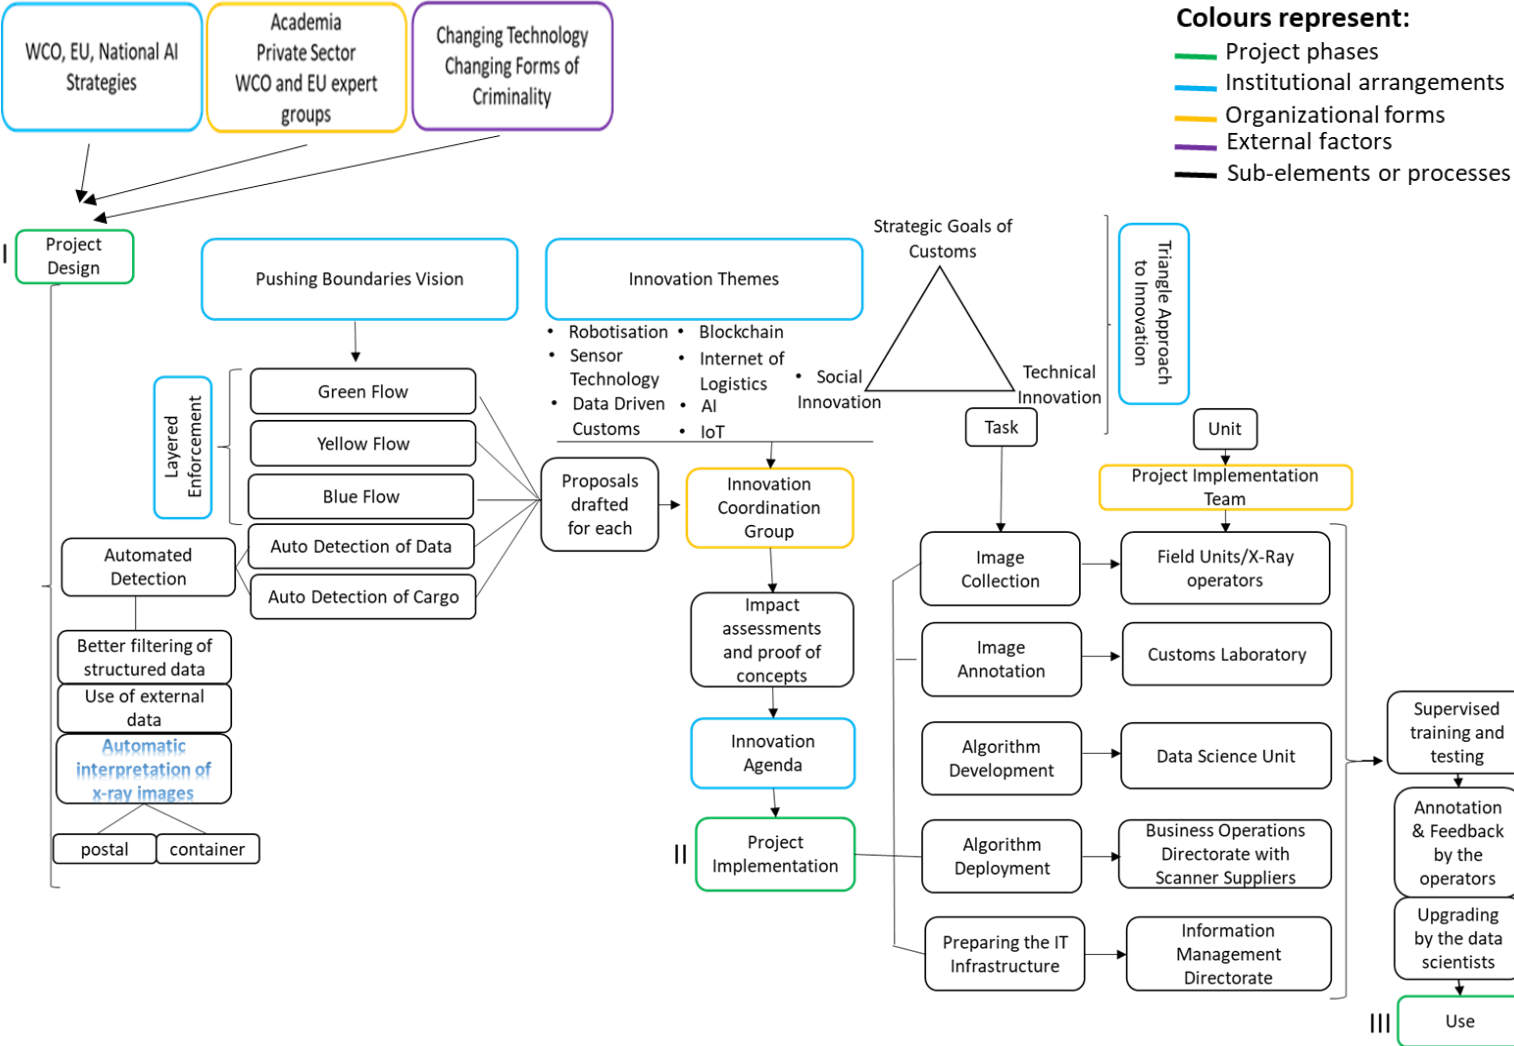 WCO, EU, National AI
Strategies
Academia
Private Sector
WCO and EU expert
groups
Changing Technology
Changing Forms of
Criminality
Colours represent:
Project phases
Institutional arrangements
Organizational forms
External factors
Sub-elements or processes
I
Project
Design
Pushing Boundaries Vision
Innovation Themes
• Robotisation
• Sensor
Technology
• Data Driven
Customs
• Blockchain
• Internet of
Logistics
• AI
• IoT
Strategic Goals of
Customs
• Social
Innovation
Technical
Innovation
Triangle Approach
to Innovation
Layered
Enforcement
Green Flow
Yellow Flow
Blue Flow
Auto Detection of Data
Auto Detection of Cargo
Automated
Detection
Better filtering of
structured data
Use of external
data
Automatic
interpretation of
x-ray images
postal
container
Proposals
drafted
for each
Innovation
Coordination
Group
Impact
assessments
and proof of
concepts
Innovation
Agenda
II
Project
Implementation
Task
Unit
Project Implementation
Team
Image
Collection
Field Units/X-Ray
operators
Image
Annotation
Customs Laboratory
Algorithm
Development
Data Science Unit
Algorithm
Deployment
Business Operations
Directorate with
Scanner Suppliers
Preparing the IT
Infrastructure
Information
Management
Directorate
Supervised
training and
testing
Annotation
& Feedback
by the
operators
Upgrading
by the data
scientists
III
Use